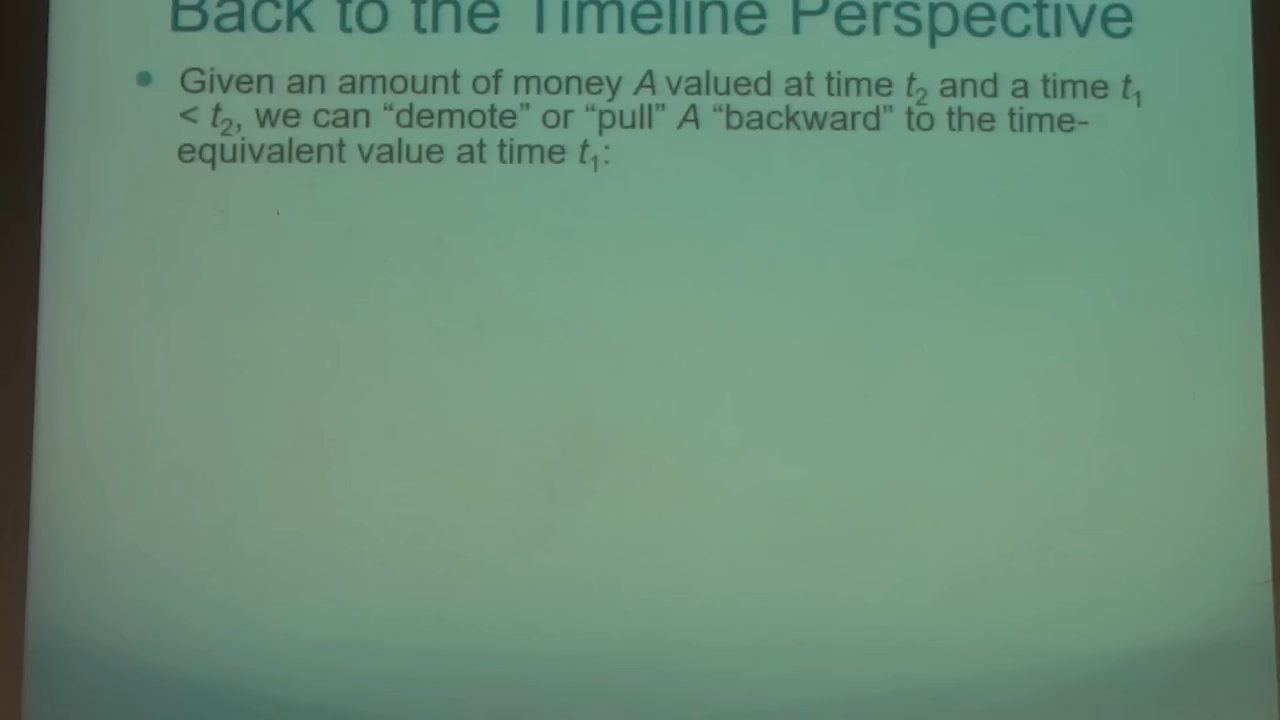 Back to the Timeline Perspective
Given an amount of money A valued at time t₂ and a time t₁
< t₂, we can “demote” or “pull” A “backward” to the time-
equivalent value at time t₁: